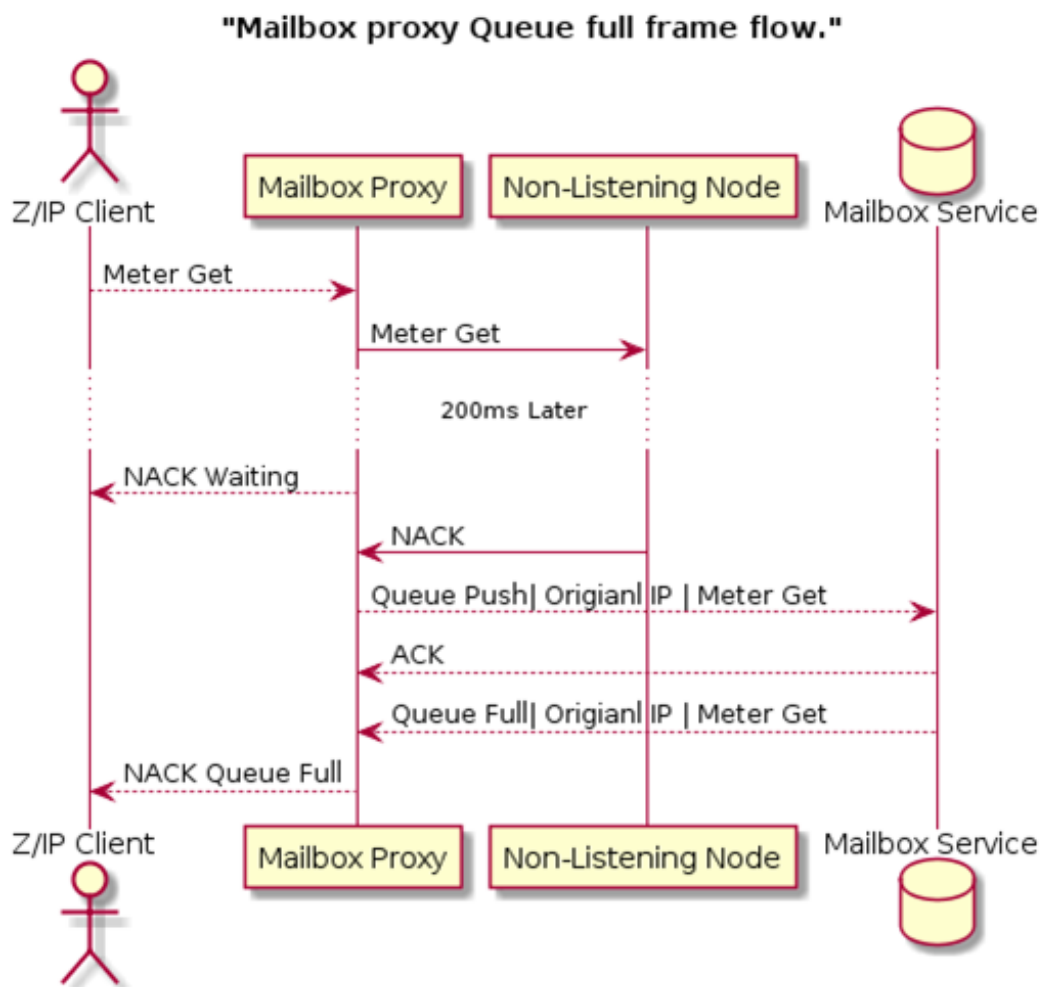 "Mailbox proxy Queue full frame flow."
Z/IP Client
Mailbox Proxy
Non-Listening Node
Mailbox Service
Meter Get
Meter Get
200ms Later
NACK Waiting
NACK
Queue Push| Origianl IP | Meter Get
ACK
Queue Full| Origianl IP | Meter Get
NACK Queue Full
Z/IP Client
Mailbox Proxy
Non-Listening Node
Mailbox Service